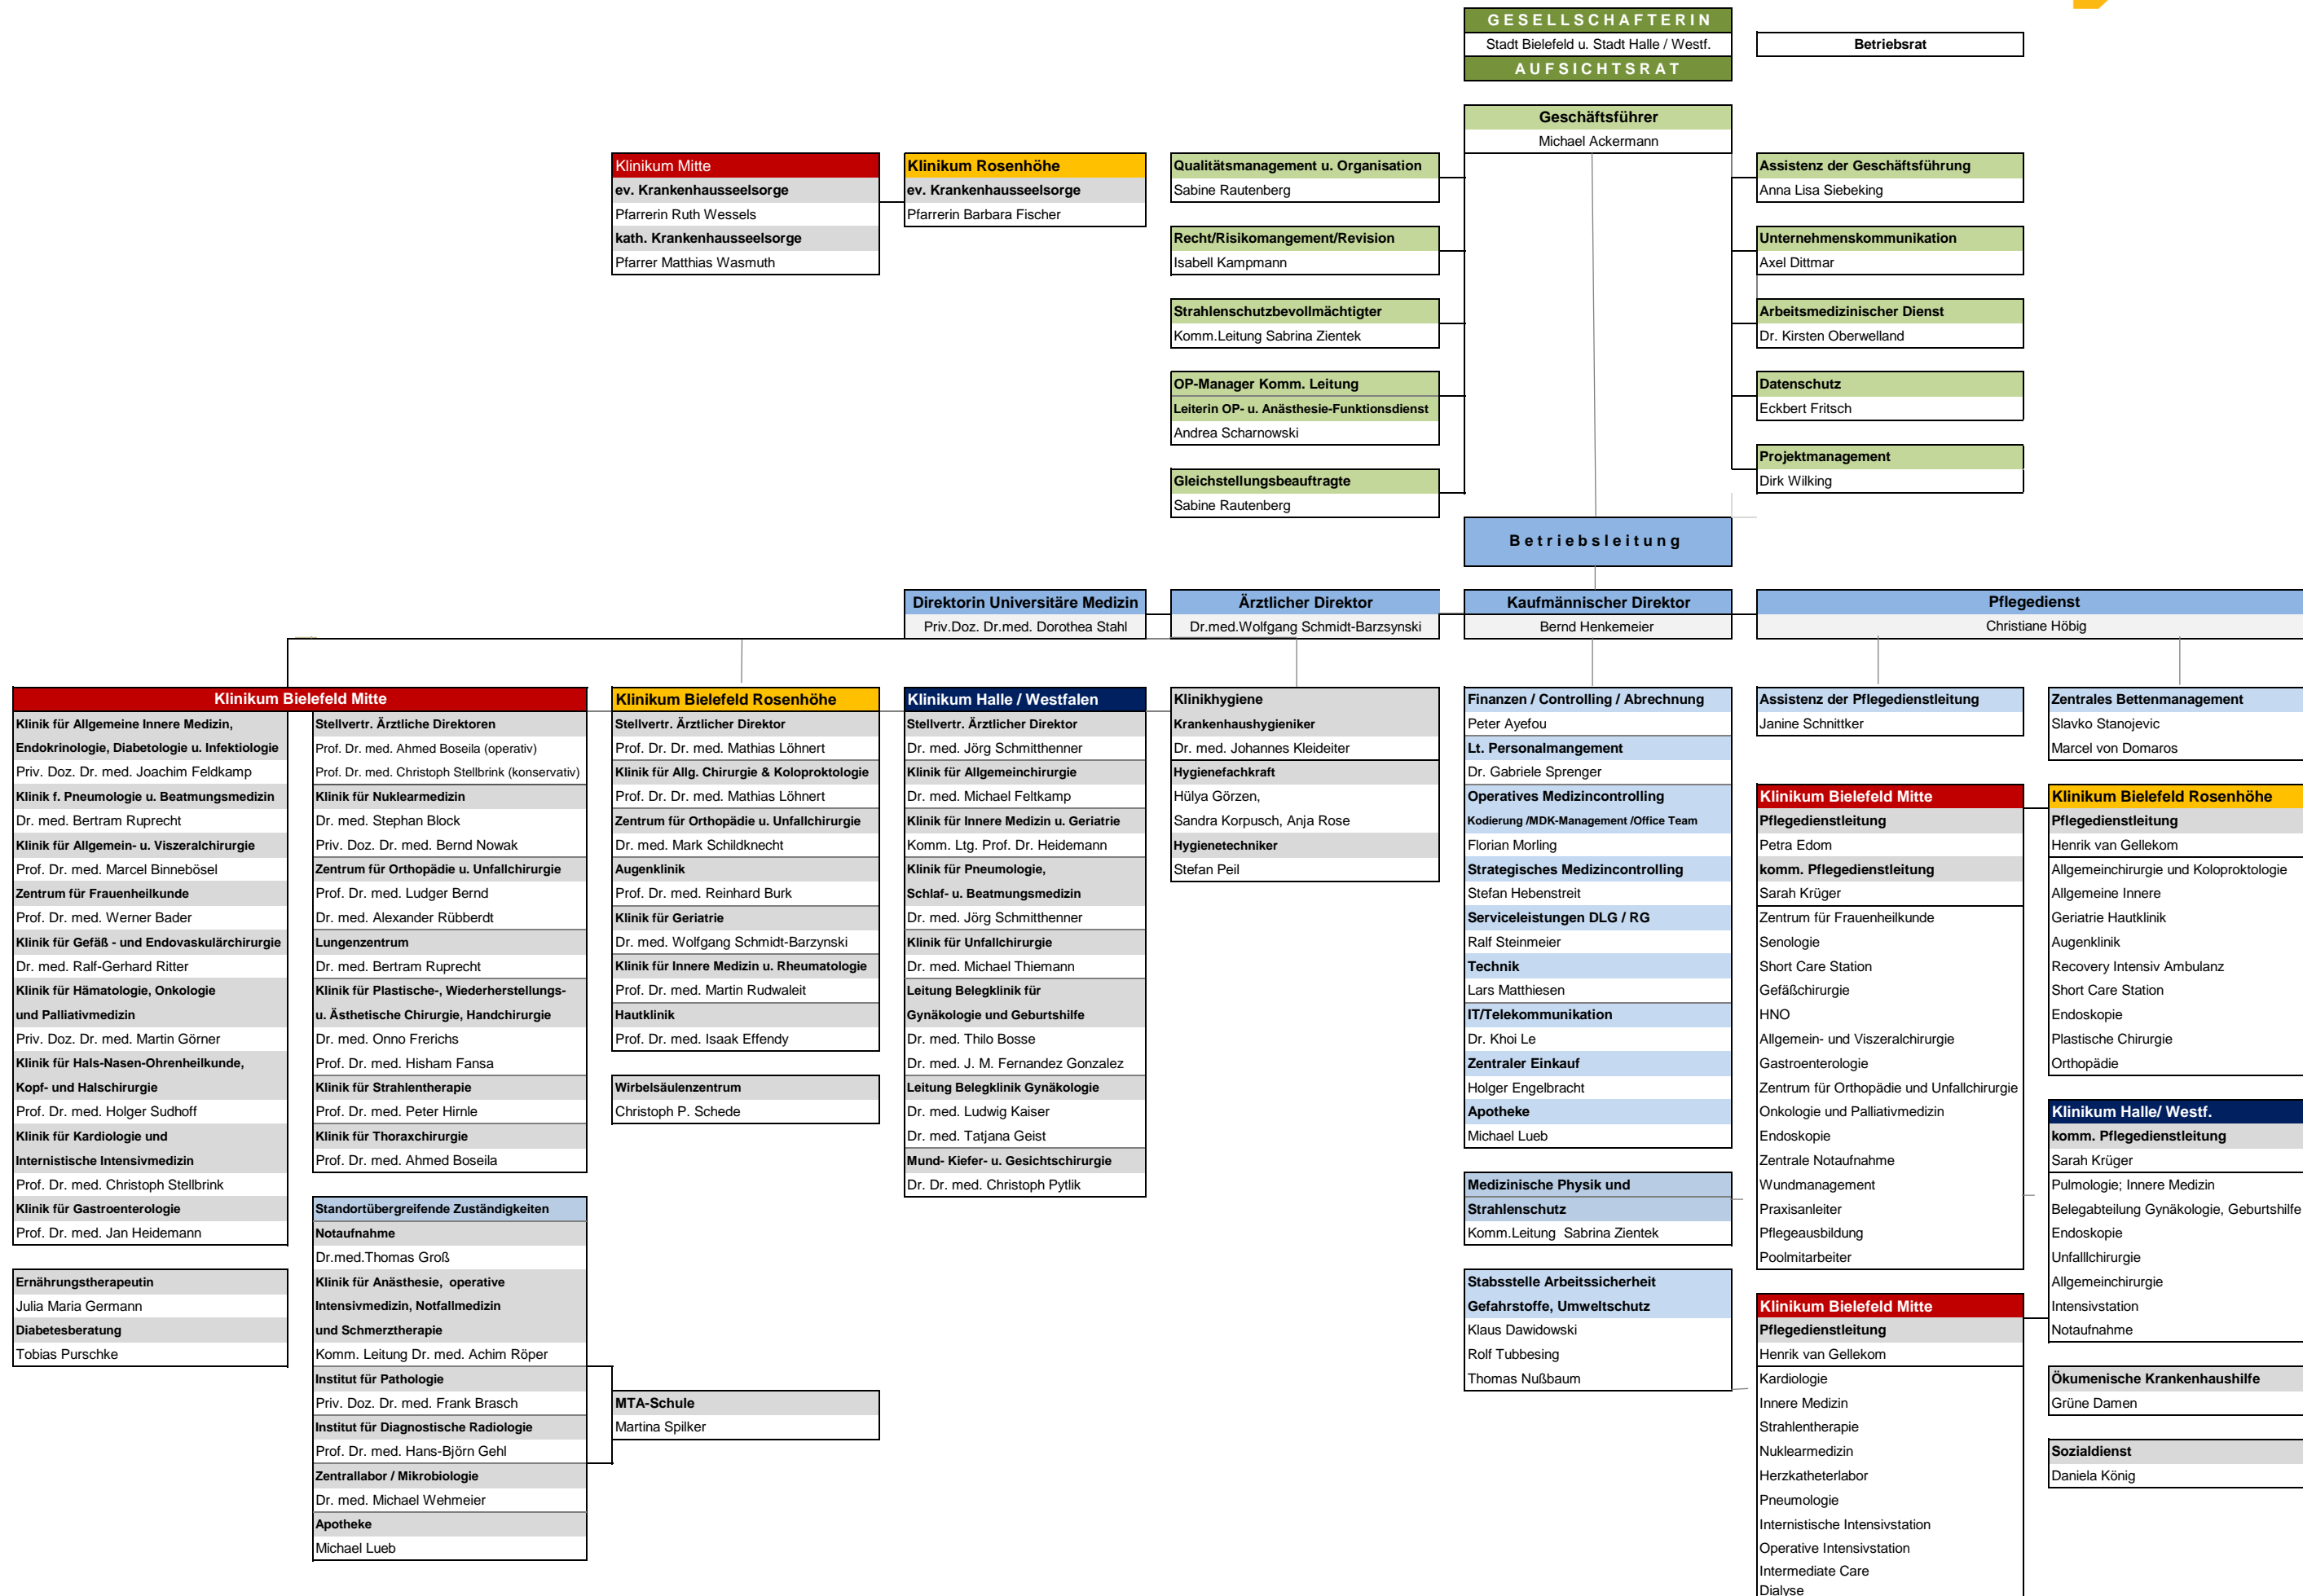 GESELLSCHAFTERIN
Stadt Bielefeld u. Stadt Halle / Westf.
AUFSICHTSRAT
Betriebsrat
Geschäftsführer
Michael Ackermann
Klinikum Mitte
ev. Krankenhausseelsorge
Pfarrerin Ruth Wessels
kath. Krankenhausseelsorge
Pfarrer Matthias Wasmuth
Klinikum Rosenhöhe
ev. Krankenhausseelsorge
Pfarrerin Barbara Fischer
Qualitätsmanagement u. Organisation
Sabine Rautenberg
Recht/Risikomangement/Revision
Isabell Kampmann
Strahlenschutzbevollmächtigter
Komm.Leitung Sabrina Zientek
OP-Manager Komm. Leitung
Leiterin OP- u. Anästhesie-Funktionsdienst
Andrea Scharnowski
Gleichstellungsbeauftragte
Sabine Rautenberg
Assistenz der Geschäftsführung
Anna Lisa Siebeking
Unternehmenskommunikation
Axel Dittmar
Arbeitsmedizinischer Dienst
Dr. Kirsten Oberwelland
Datenschutz
Eckbert Fritsch
Projektmanagement
Dirk Wilking
Betriebsleitung
Direktorin Universitäre Medizin
Priv.Doz. Dr.med. Dorothea Stahl
Ärztlicher Direktor
Dr.med.Wolfgang Schmidt-Barzsynski
Kaufmännischer Direktor
Bernd Henkemeier
Pflegedienst
Christiane Höbig
Klinikum Bielefeld Mitte
Klinik für Allgemeine Innere Medizin,
Endokrinologie, Diabetologie u. Infektiologie
Priv. Doz. Dr. med. Joachim Feldkamp
Klinik f. Pneumologie u. Beatmungsmedizin
Dr. med. Bertram Ruprecht
Klinik für Allgemein- u. Viszeralchirurgie
Prof. Dr. med. Marcel Binnebösel
Zentrum für Frauenheilkunde
Prof. Dr. med. Werner Bader
Klinik für Gefäß - und Endovaskulärchirurgie
Dr. med. Ralf-Gerhard Ritter
Klinik für Hämatologie, Onkologie
und Palliativmedizin
Priv. Doz. Dr. med. Martin Görner
Klinik für Hals-Nasen-Ohrenheilkunde,
Kopf- und Halschirurgie
Prof. Dr. med. Holger Sudhoff
Klinik für Kardiologie und
Internistische Intensivmedizin
Prof. Dr. med. Christoph Stellbrink
Klinik für Gastroenterologie
Prof. Dr. med. Jan Heidemann
Ernährungstherapeutin
Julia Maria Germann
Diabetesberatung
Tobias Purschke
Stellvertr. Ärztliche Direktoren
Prof. Dr. med. Ahmed Boseila (operativ)
Prof. Dr. med. Christoph Stellbrink (konservativ)
Klinik für Nuklearmedizin
Dr. med. Stephan Block
Priv. Doz. Dr. med. Bernd Nowak
Zentrum für Orthopädie u. Unfallchirurgie
Prof. Dr. med. Ludger Bernd
Dr. med. Alexander Rübberdt
Lungenzentrum
Dr. med. Bertram Ruprecht
Klinik für Plastische-, Wiederherstellungs-
u. Ästhetische Chirurgie, Handchirurgie
Dr. med. Onno Frerichs
Prof. Dr. med. Hisham Fansa
Klinik für Strahlentherapie
Prof. Dr. med. Peter Hirnle
Klinik für Thoraxchirurgie
Prof. Dr. med. Ahmed Boseila
Standortübergreifende Zuständigkeiten
Notaufnahme
Dr.med.Thomas Groß
Klinik für Anästhesie, operative
Intensivmedizin, Notfallmedizin
und Schmerztherapie
Komm. Leitung Dr. med. Achim Röper
Institut für Pathologie
Priv. Doz. Dr. med. Frank Brasch
Institut für Diagnostische Radiologie
Prof. Dr. med. Hans-Björn Gehl
Zentrallabor / Mikrobiologie
Dr. med. Michael Wehmeier
Apotheke
Michael Lueb
Klinikum Bielefeld Rosenhöhe
Stellvertr. Ärztlicher Direktor
Prof. Dr. Dr. med. Mathias Löhnert
Klinik für Allg. Chirurgie & Koloproktologie
Prof. Dr. Dr. med. Mathias Löhnert
Zentrum für Orthopädie u. Unfallchirurgie
Dr. med. Mark Schildknecht
Augenklinik
Prof. Dr. med. Reinhard Burk
Klinik für Geriatrie
Dr. med. Wolfgang Schmidt-Barzynski
Klinik für Innere Medizin u. Rheumatologie
Prof. Dr. med. Martin Rudwaleit
Hautklinik
Prof. Dr. med. Isaak Effendy
Wirbelsäulenzentrum
Christoph P. Schede
MTA-Schule
Martina Spilker
Klinikum Halle / Westfalen
Stellvertr. Ärztlicher Direktor
Dr. med. Jörg Schmitthenner
Klinik für Allgemeinchirurgie
Dr. med. Michael Feltkamp
Klinik für Innere Medizin u. Geriatrie
Komm. Ltg. Prof. Dr. Heidemann
Klinik für Pneumologie,
Schlaf- u. Beatmungsmedizin
Dr. med. Jörg Schmitthenner
Klinik für Unfallchirurgie
Dr. med. Michael Thiemann
Leitung Belegklinik für
Gynäkologie und Geburtshilfe
Dr. med. Thilo Bosse
Dr. med. J. M. Fernandez Gonzalez
Leitung Belegklinik Gynäkologie
Dr. med. Ludwig Kaiser
Dr. med. Tatjana Geist
Mund- Kiefer- u. Gesichtschirurgie
Dr. Dr. med. Christoph Pytlik
Klinikhygiene
Krankenhaushygieniker
Dr. med. Johannes Kleideiter
Hygienefachkraft
Hülya Görzen,
Sandra Korpusch, Anja Rose
Hygienetechniker
Stefan Peil
Finanzen / Controlling / Abrechnung
Peter Ayefou
Lt. Personalmangement
Dr. Gabriele Sprenger
Operatives Medizincontrolling
Kodierung /MDK-Management /Office Team
Florian Morling
Strategisches Medizincontrolling
Stefan Hebenstreit
Serviceleistungen DLG / RG
Ralf Steinmeier
Technik
Lars Matthiesen
IT/Telekommunikation
Dr. Khoi Le
Zentraler Einkauf
Holger Engelbracht
Apotheke
Michael Lueb
Medizinische Physik und
Strahlenschutz
Komm.Leitung Sabrina Zientek
Stabsstelle Arbeitssicherheit
Gefahrstoffe, Umweltschutz
Klaus Dawidowski
Rolf Tubbesing
Thomas Nußbaum
Assistenz der Pflegedienstleitung
Janine Schnittker
Klinikum Bielefeld Mitte
Pflegedienstleitung
Petra Edom
komm. Pflegedienstleitung
Sarah Krüger
Zentrum für Frauenheilkunde
Senologie
Short Care Station
Gefäßchirurgie
HNO
Allgemein- und Viszeralchirurgie
Gastroenterologie
Zentrum für Orthopädie und Unfallchirurgie
Onkologie und Palliativmedizin
Endoskopie
Zentrale Notaufnahme
Wundmanagement
Praxisanleiter
Pflegeausbildung
Poolmitarbeiter
Klinikum Bielefeld Mitte
Pflegedienstleitung
Henrik van Gellekom
Kardiologie
Innere Medizin
Strahlentherapie
Nuklearmedizin
Herzkatheterlabor
Pneumologie
Internistische Intensivstation
Operative Intensivstation
Intermediate Care
Dialyse
Zentrales Bettenmanagement
Slavko Stanojevic
Marcel von Domaros
Klinikum Bielefeld Rosenhöhe
Pflegedienstleitung
Henrik van Gellekom
Allgemeinchirurgie und Koloproktologie
Allgemeine Innere
Geriatrie Hautklinik
Augenklinik
Recovery Intensiv Ambulanz
Short Care Station
Endoskopie
Plastische Chirurgie
Orthopädie
Klinikum Halle/ Westf.
komm. Pflegedienstleitung
Sarah Krüger
Pulmologie; Innere Medizin
Belegabteilung Gynäkologie, Geburtshilfe
Endoskopie
Unfalllchirurgie
Allgemeinchirurgie
Intensivstation
Notaufnahme
Ökumenische Krankenhaushilfe
Grüne Damen
Sozialdienst
Daniela König